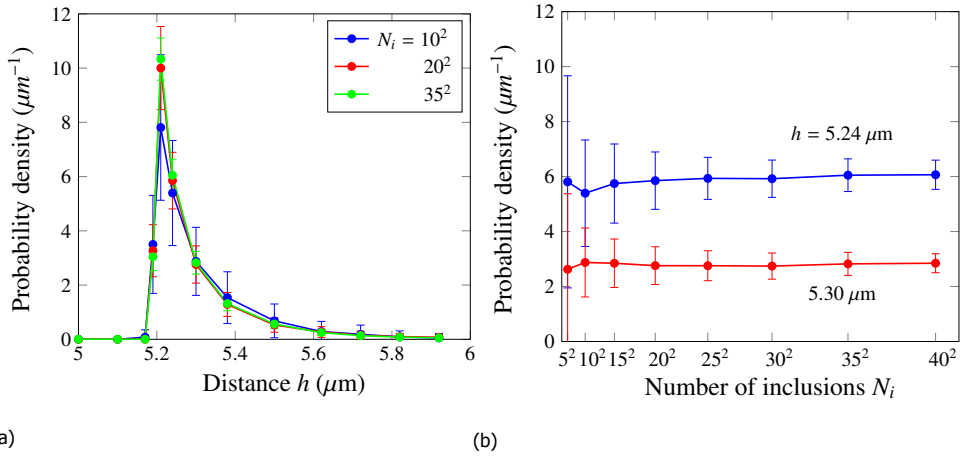 12
10
8
6
4
2
0
Probability density (μm⁻¹)
Nᵢ = 10²
20²
35²
5 5.2 5.4 5.6 5.8 6
Distance h (μm)
a)
12
10
8
6
4
2
0
Probability density (μm⁻¹)
h = 5.24 μm
5.30 μm
5² 10² 15² 20² 25² 30² 35² 40²
Number of inclusions Nᵢ
(b)